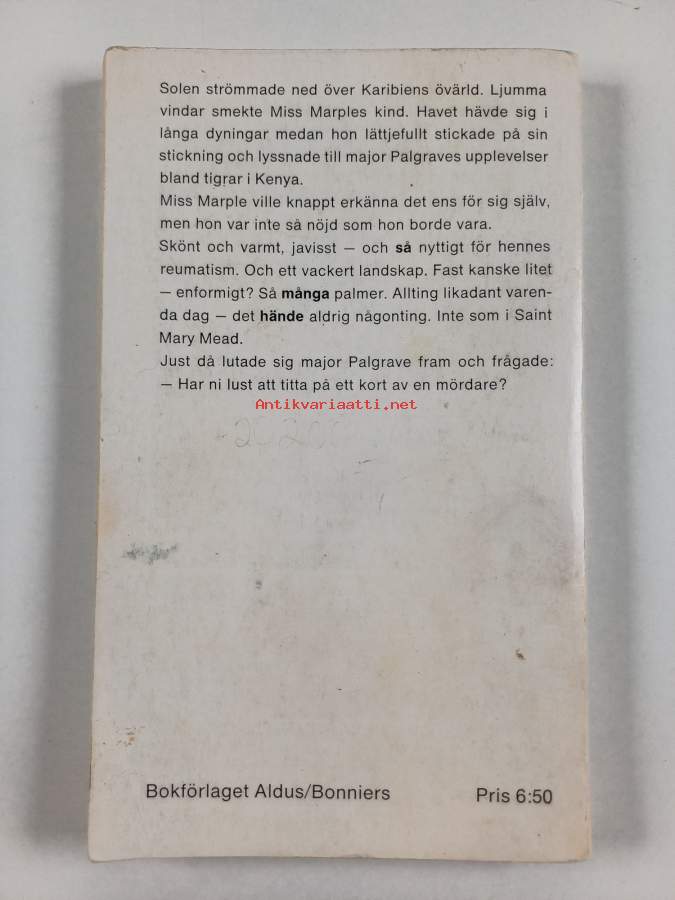 Solen strömmade ned över Karibiens övärld. Ljumma
vindar smekte Miss Marples kind. Havet hävde sig i
långa dyningar medan hon lättjefullt stickade på sin
stickning och lyssnade till major Palgraves upplevelser
bland tigrar i Kenya.
Miss Marple ville knappt erkänna det ens för sig själv,
men hon var inte så nöjd som hon borde vara.
Skönt och varmt, javisst – och så nyttigt för hennes
reumatism. Och ett vackert landskap. Fast kanske litet
– enformigt? Så många palmer. Allting likadant varen-
da dag – det hände aldrig någonting. Inte som i Saint
Mary Mead.
Just då lutade sig major Palgrave fram och frågade:
– Har ni lust att titta på ett kort av en mördare?
Antikvariaatti.net
Bokförlaget Aldus/Bonniers
Pris 6:50